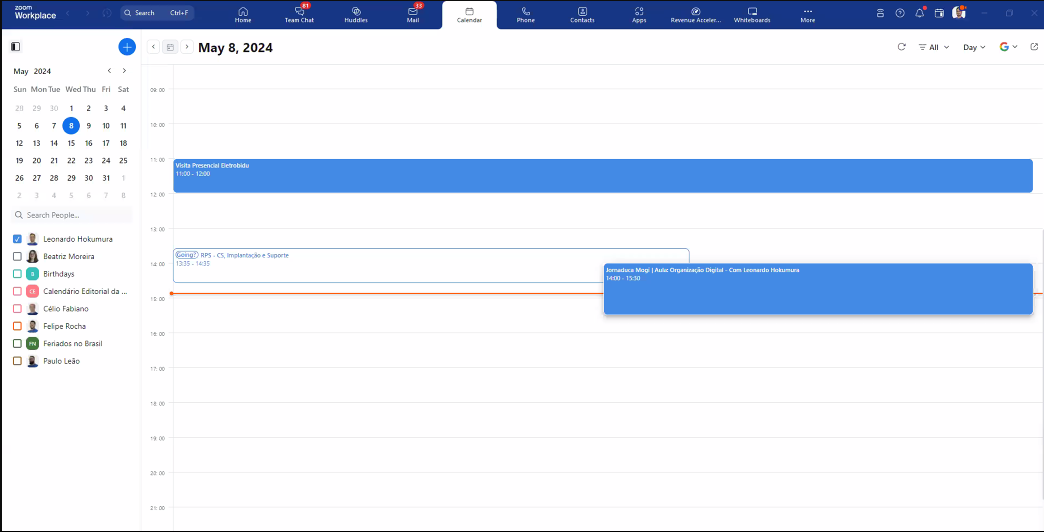 zoom
Workplace
Search Ctrl+F
Home
Team Chat
81
Huddles
Mail
33
Calendar
Phone
Contacts
Apps
Revenue Acceler...
Whiteboards
More
May 8, 2024
All
Day
May 2024
Sun Mon Tue Wed Thu Fri Sat
28 29 30 1 2 3 4
5 6 7 8 9 10 11
12 13 14 15 16 17 18
19 20 21 22 23 24 25
26 27 28 29 30 31 1
2 3 4 5 6 7 8
Search People...
Leonardo Hokumura
Beatriz Moreira
B Birthdays
CE Calendário Editorial da ...
Célio Fabiano
Felipe Rocha
FN Feriados no Brasil
Paulo Leão
09:00
10:00
11:00
Visita Presencial Eletrobidu
11:00 - 12:00
12:00
13:00
Going? RPS - CS, Implantação e Suporte
13:35 - 14:35
14:00
Jornaduca Mogi | Aula: Organização Digital - Com Leonardo Hokumura
14:00 - 15:30
15:00
16:00
17:00
18:00
19:00
20:00
21:00